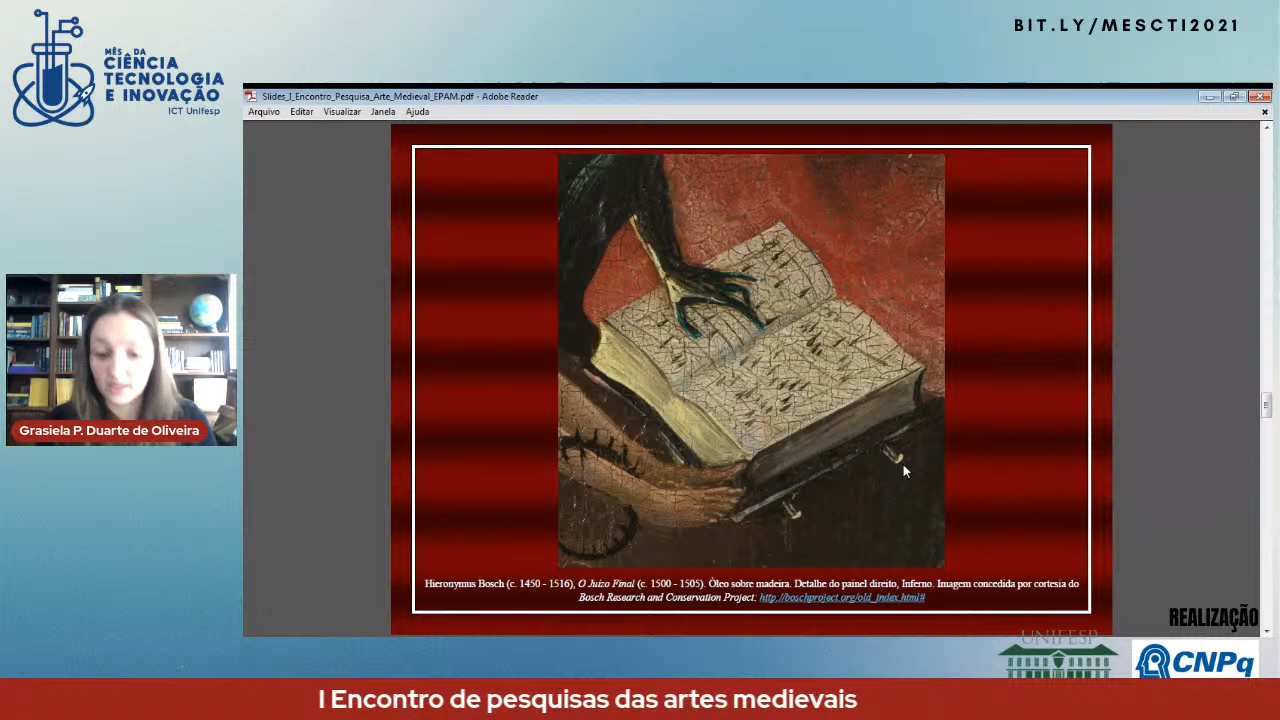 BIT.LY/MESCTI2021
MÊS DA
CIÊNCIA
TECNOLOGIA
E INOVAÇÃO
ICT Unifesp
Slides_I_Encontro_Pesquisa_Arte_Medieval_EPAM.pdf - Adobe Reader
Arquivo Editar Visualizar Janela Ajuda
Grasiela P. Duarte de Oliveira
Hieronymus Bosch (c. 1450 - 1516), O Juízo Final (c. 1500 - 1505). Óleo sobre madeira. Detalhe do painel direito, Inferno. Imagem concedida por cortesia do
Bosch Research and Conservation Project: http://boschproject.org/old_index.html#
REALIZAÇÃO
UNIFESP
CNPq
I Encontro de pesquisas das artes medievais